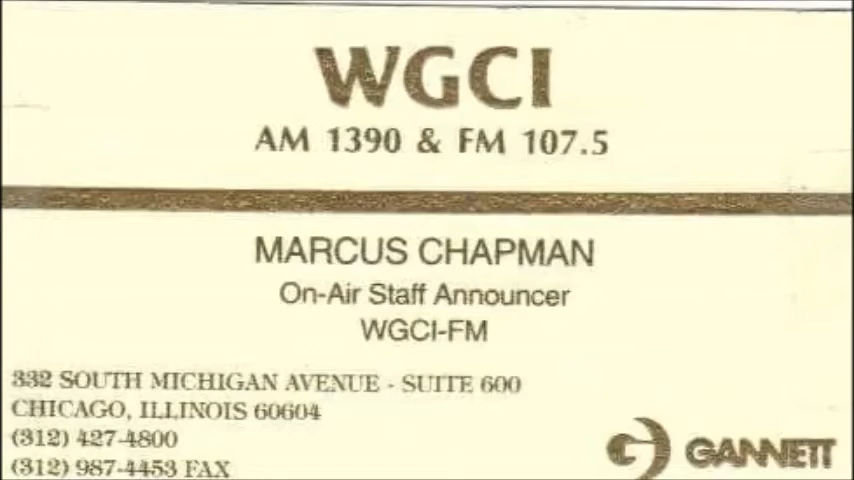 WGCI
AM 1390 & FM 107.5
MARCUS CHAPMAN
On-Air Staff Announcer
WGCI-FM
332 SOUTH MICHIGAN AVENUE - SUITE 600
CHICAGO, ILLINOIS 60604
(312) 427-4800
(312) 987-4453 FAX
GANNETT